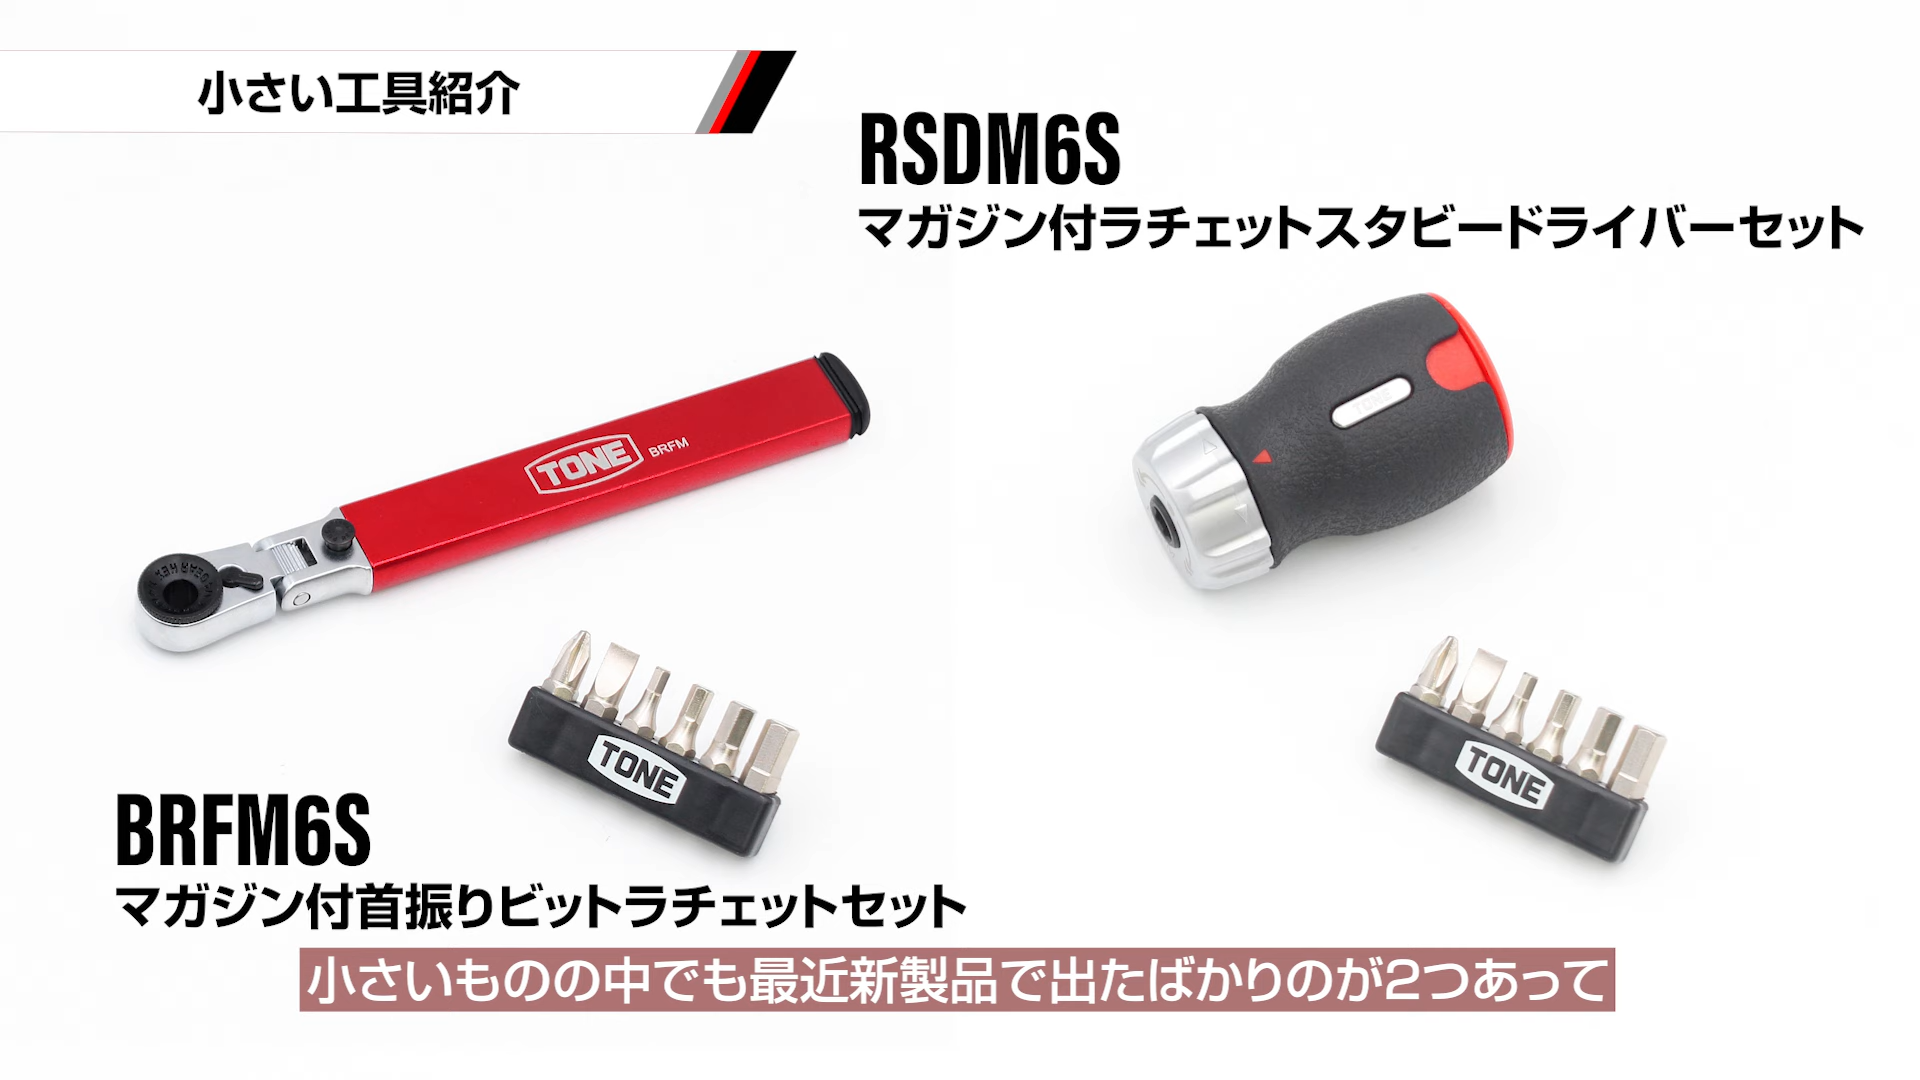 小さい工具紹介
RSDM6S
マガジン付ラチェットスタビードライバーセット
TONE BRFM
TONE
TONE
TONE
BRFM6S
マガジン付首振りビットラチェットセット
小さいものの中でも最近新製品で出たばかりのが2つあって